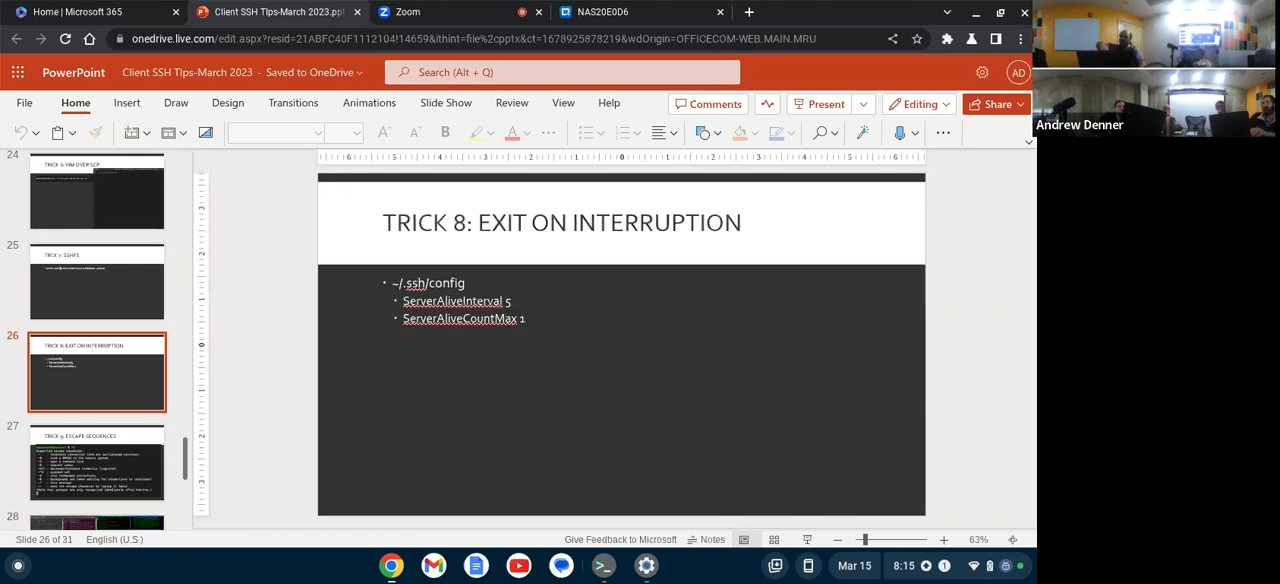 Home | Microsoft 365
Client SSH TIps-March 2023.ppt
Zoom
NAS20E0D6
onedrive.live.com/edit.aspx?resid=21ABFC40F1112104!14659&ithint=file%2cpptx&ct=1678925878219&wdOrigin=OFFICECOM-WEB.MAIN.MRU
PowerPoint
Client SSH TIps-March 2023 - Saved to OneDrive
Search (Alt + Q)
AD
File Home Insert Draw Design Transitions Animations Slide Show Review View Help
Comments
Present
Editing
Share
Andrew Denner
24
TRICK 6: VIM OVER SCP
25
TRICK 7: SSHFS
26
TRICK 8: EXIT ON INTERRUPTION
27
TRICK 9: ESCAPE SEQUENCES
28
TRICK 8: EXIT ON INTERRUPTION
~/.ssh/config
ServerAliveInterval 5
ServerAliveCountMax 1
Slide 26 of 31
English (U.S.)
Give Feedback to Microsoft
Notes
63%
Mar 15
8:15
1